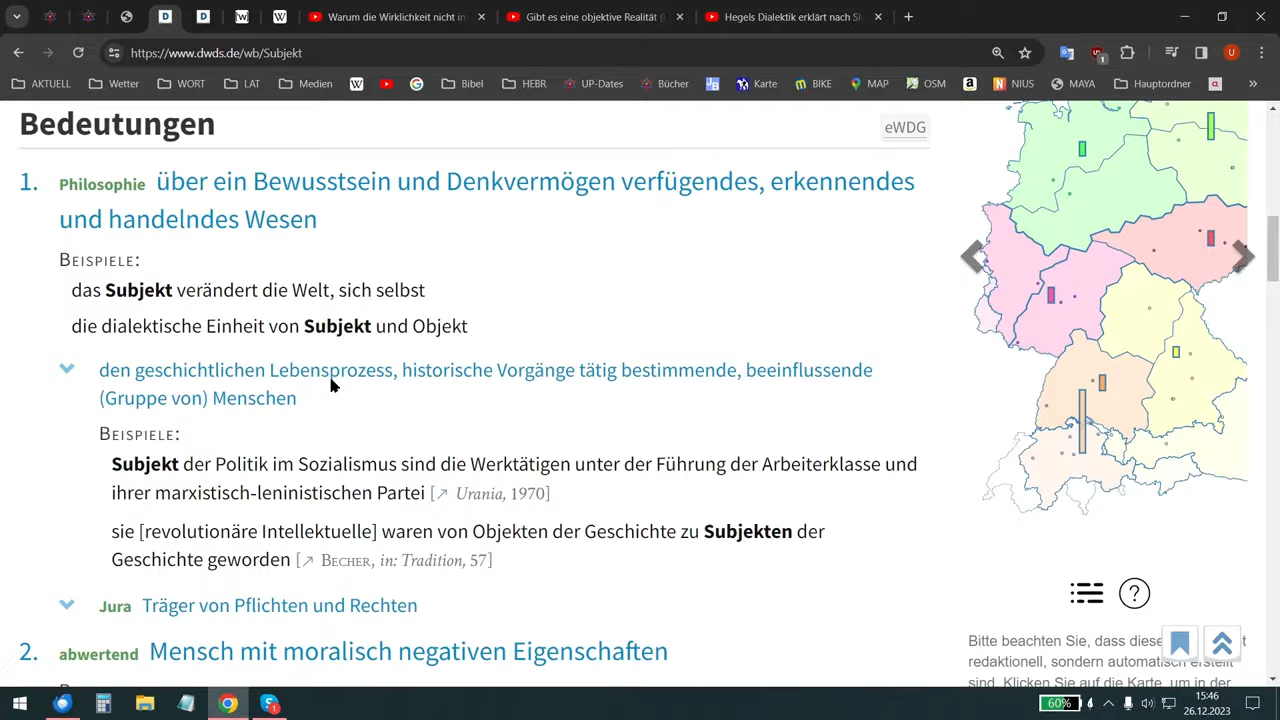 Warum die Wirklichkeit nicht in
Gibt es eine objektive Realität
Hegels Dialektik erklärt nach
https://www.dwds.de/wb/Subjekt
AKTUELL Wetter WORT LAT Medien Bibel HEBR UP-Dates Bücher Karte BIKE MAP OSM NIUS MAYA Hauptordner
Bedeutungen
eWDG
1. Philosophie über ein Bewusstsein und Denkvermögen verfügendes, erkennendes
und handelndes Wesen
BEISPIELE:
das Subjekt verändert die Welt, sich selbst
die dialektische Einheit von Subjekt und Objekt
den geschichtlichen Lebensprozess, historische Vorgänge tätig bestimmende, beeinflussende
(Gruppe von) Menschen
BEISPIELE:
Subjekt der Politik im Sozialismus sind die Werktätigen unter der Führung der Arbeiterklasse und
ihrer marxistisch-leninistischen Partei [↗ Urania, 1970]
sie [revolutionäre Intellektuelle] waren von Objekten der Geschichte zu Subjekten der
Geschichte geworden [↗ BECHER, in: Tradition, 57]
Jura Träger von Pflichten und Rechten
2. abwertend Mensch mit moralisch negativen Eigenschaften
Bitte beachten Sie, dass diese
redaktionell, sondern automatisch erstellt
sind. Klicken Sie auf die Karte, um in der
60%
15:46
26.12.2023